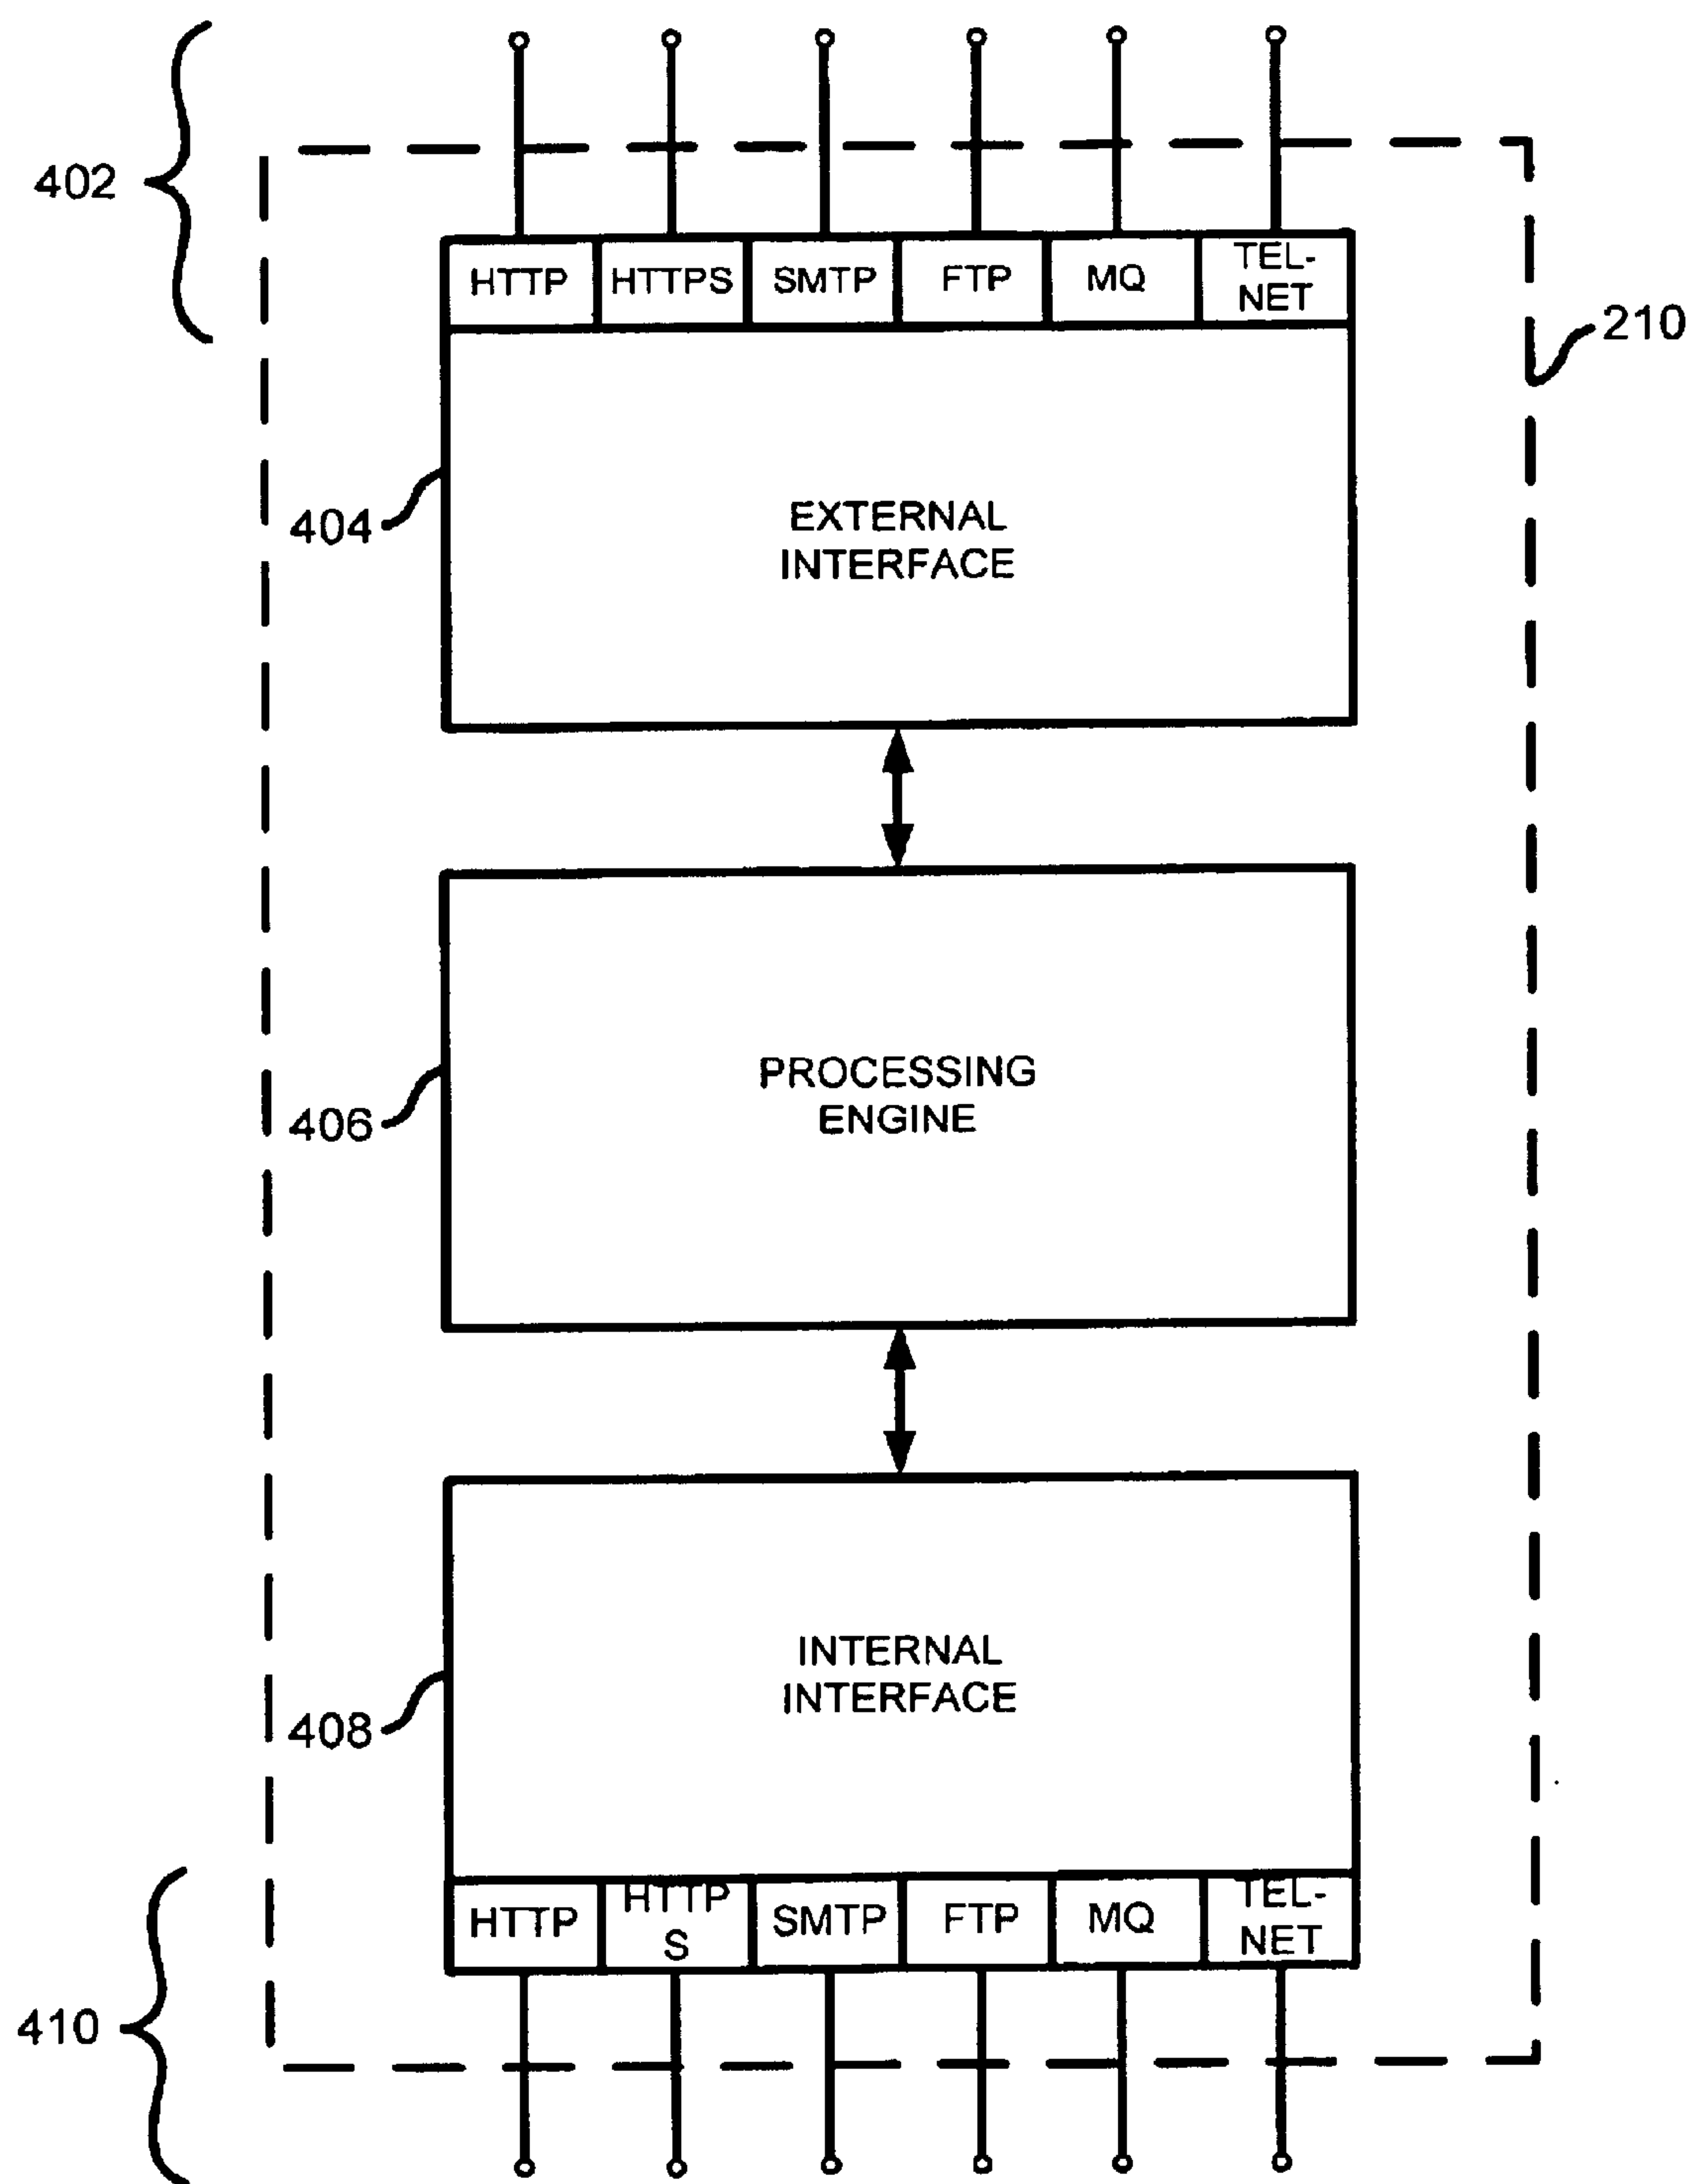 402
HTTP HTTPS SMTP FTP MQ TEL-
NET
210
404
EXTERNAL
INTERFACE
406
PROCESSING
ENGINE
408
INTERNAL
INTERFACE
HTTP HTTP
S SMTP FTP MQ TEL-
NET
410